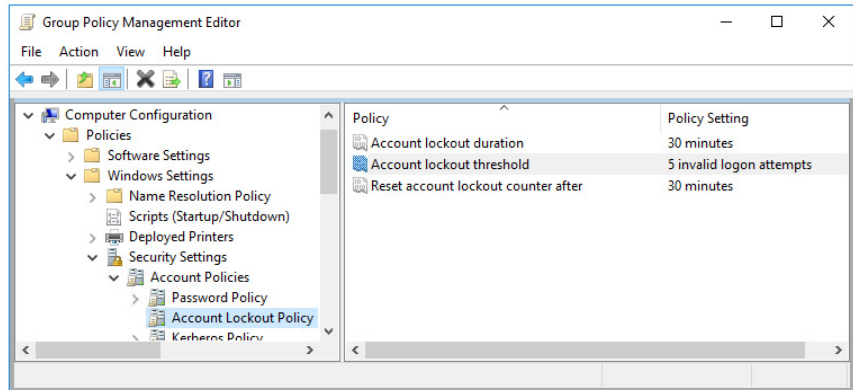 Group Policy Management Editor
File Action View Help
Computer Configuration
Policies
Software Settings
Windows Settings
Name Resolution Policy
Scripts (Startup/Shutdown)
Deployed Printers
Security Settings
Account Policies
Password Policy
Account Lockout Policy
Kerberos Policy
Policy Policy Setting
Account lockout duration 30 minutes
Account lockout threshold 5 invalid logon attempts
Reset account lockout counter after 30 minutes